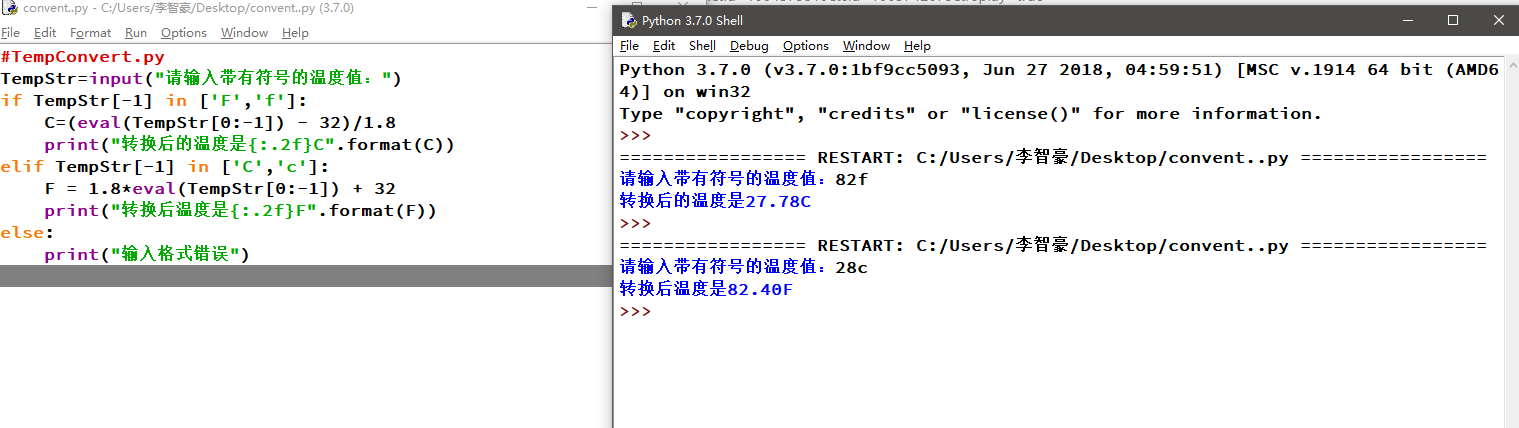 convent..py - C:/Users/李智豪/Desktop/convent..py (3.7.0)
File Edit Format Run Options Window Help
#TempConvert.py
TempStr=input("请输入带有符号的温度值：")
if TempStr[-1] in ['F','f']:
    C=(eval(TempStr[0:-1]) - 32)/1.8
    print("转换后的温度是{:.2f}C".format(C))
elif TempStr[-1] in ['C','c']:
    F = 1.8*eval(TempStr[0:-1]) + 32
    print("转换后温度是{:.2f}F".format(F))
else:
    print("输入格式错误")
Python 3.7.0 Shell
File Edit Shell Debug Options Window Help
Python 3.7.0 (v3.7.0:1bf9cc5093, Jun 27 2018, 04:59:51) [MSC v.1914 64 bit (AMD6
4)] on win32
Type "copyright", "credits" or "license()" for more information.
>>>
================= RESTART: C:/Users/李智豪/Desktop/convent..py =================
请输入带有符号的温度值：82f
转换后的温度是27.78C
>>>
================= RESTART: C:/Users/李智豪/Desktop/convent..py =================
请输入带有符号的温度值：28c
转换后温度是82.40F
>>>